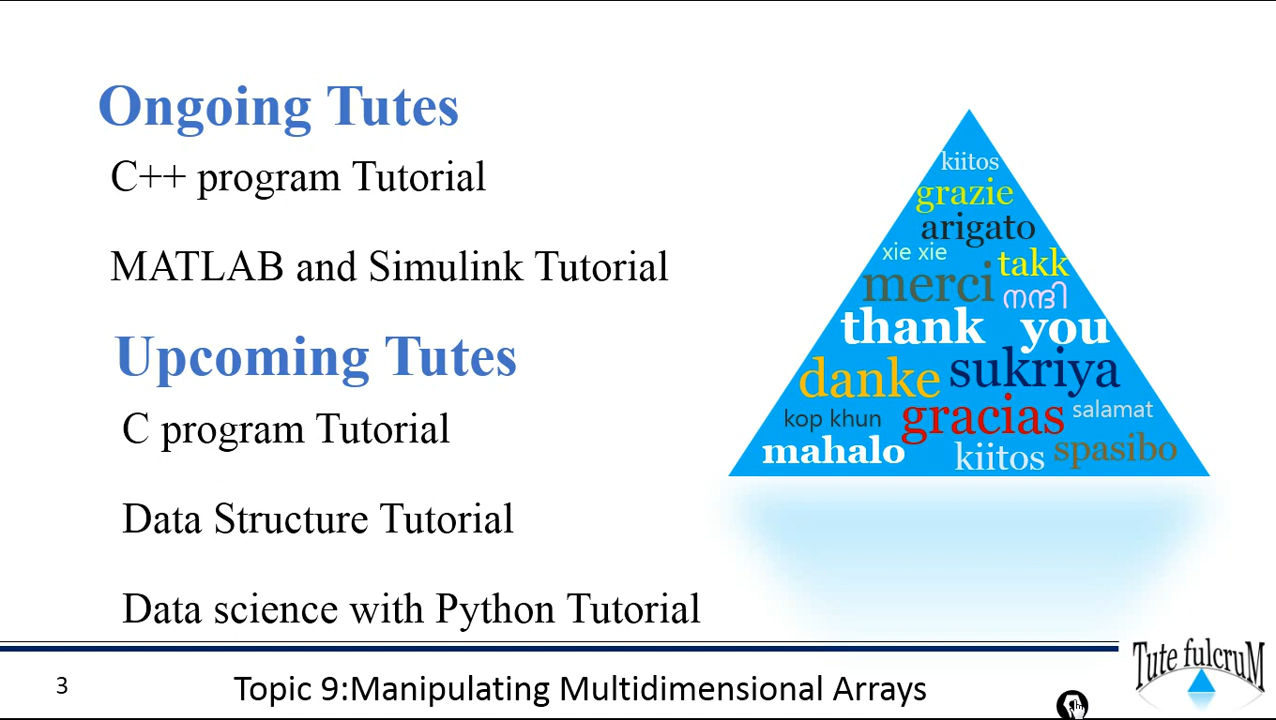 Ongoing Tutes
C++ program Tutorial
MATLAB and Simulink Tutorial
Upcoming Tutes
C program Tutorial
Data Structure Tutorial
Data science with Python Tutorial
kiitos
grazie
arigato
xie xie takk
merci നന്ദി
thank you
danke sukriya
kop khun gracias salamat
mahalo kiitos spasibo
3
Topic 9:Manipulating Multidimensional Arrays
Tute fulcruM